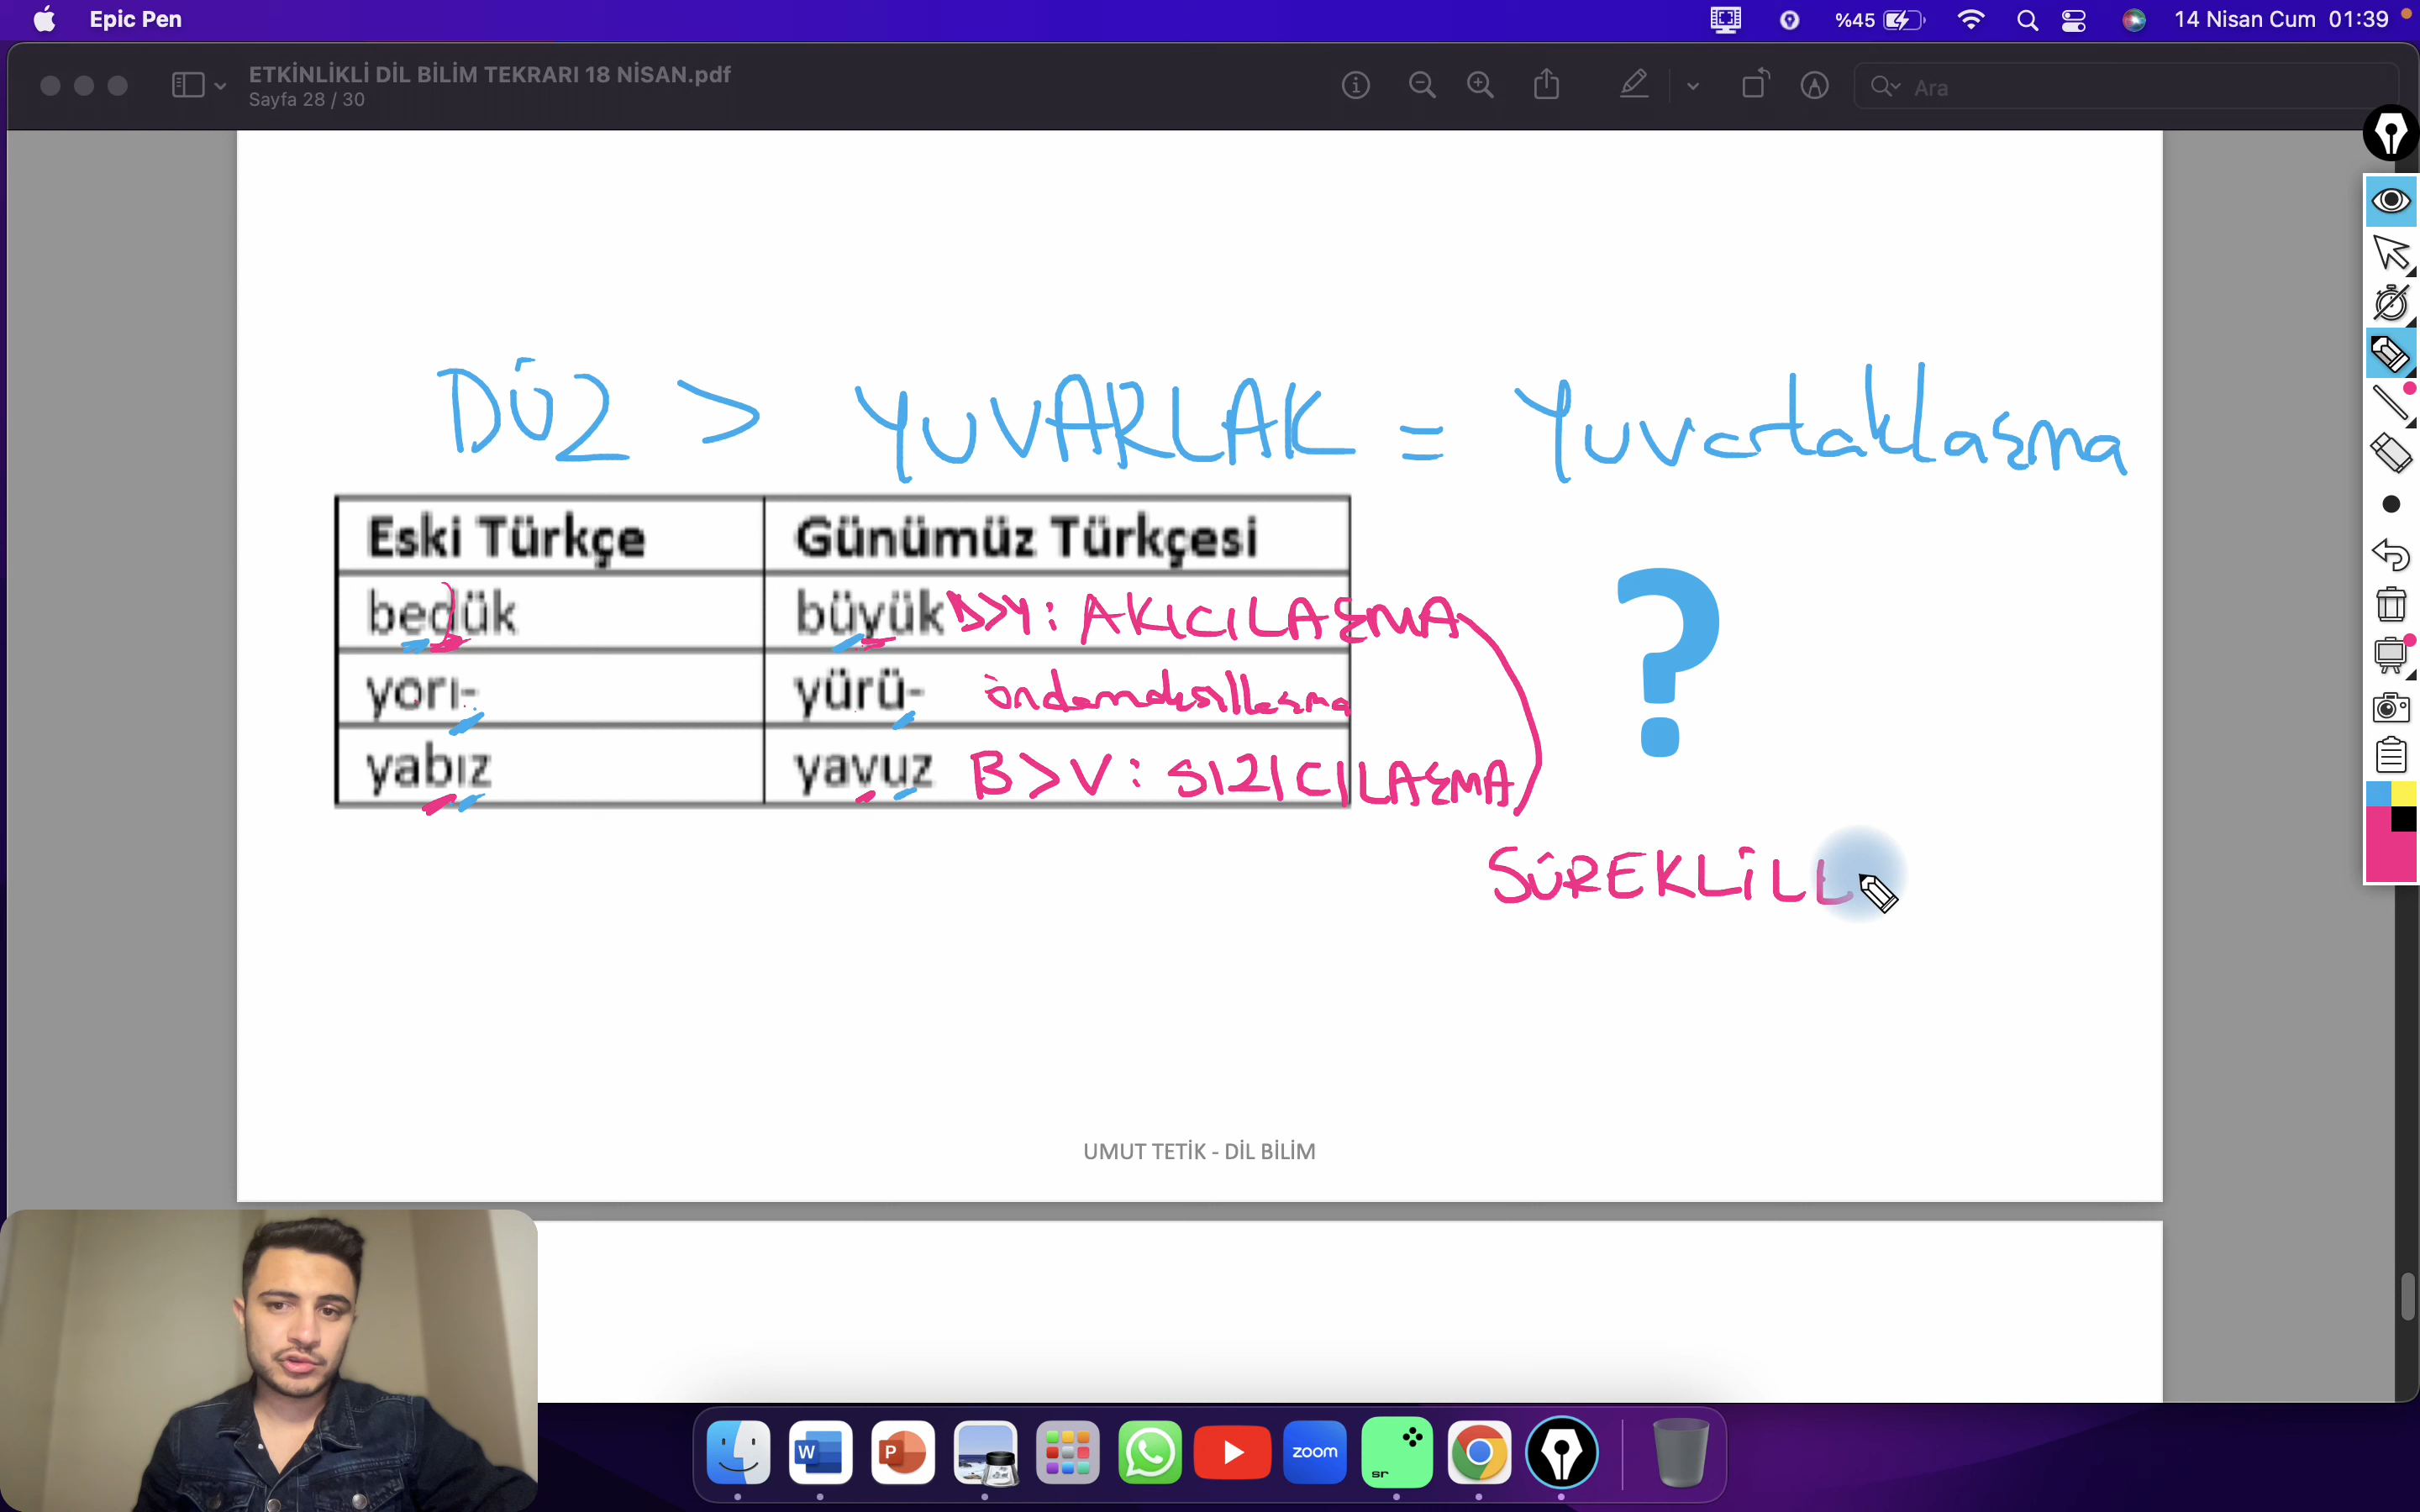 Epic Pen
%45
14 Nisan Cum 01:39
ETKİNLİKLİ DİL BİLİM TEKRARI 18 NİSAN.pdf
Sayfa 28 / 30
Ara
DÜZ > YUVARLAK = Yuvarlaklaşma
Eski Türkçe Günümüz Türkçesi
bedük büyük D>Y: AKICILAŞMA
yorı- yürü- öndamaksıllaşma
yabız yavuz B>V: SIZICILAŞMA
?
SÜREKLİLE
UMUT TETİK - DİL BİLİM
W
P
zoom
sr